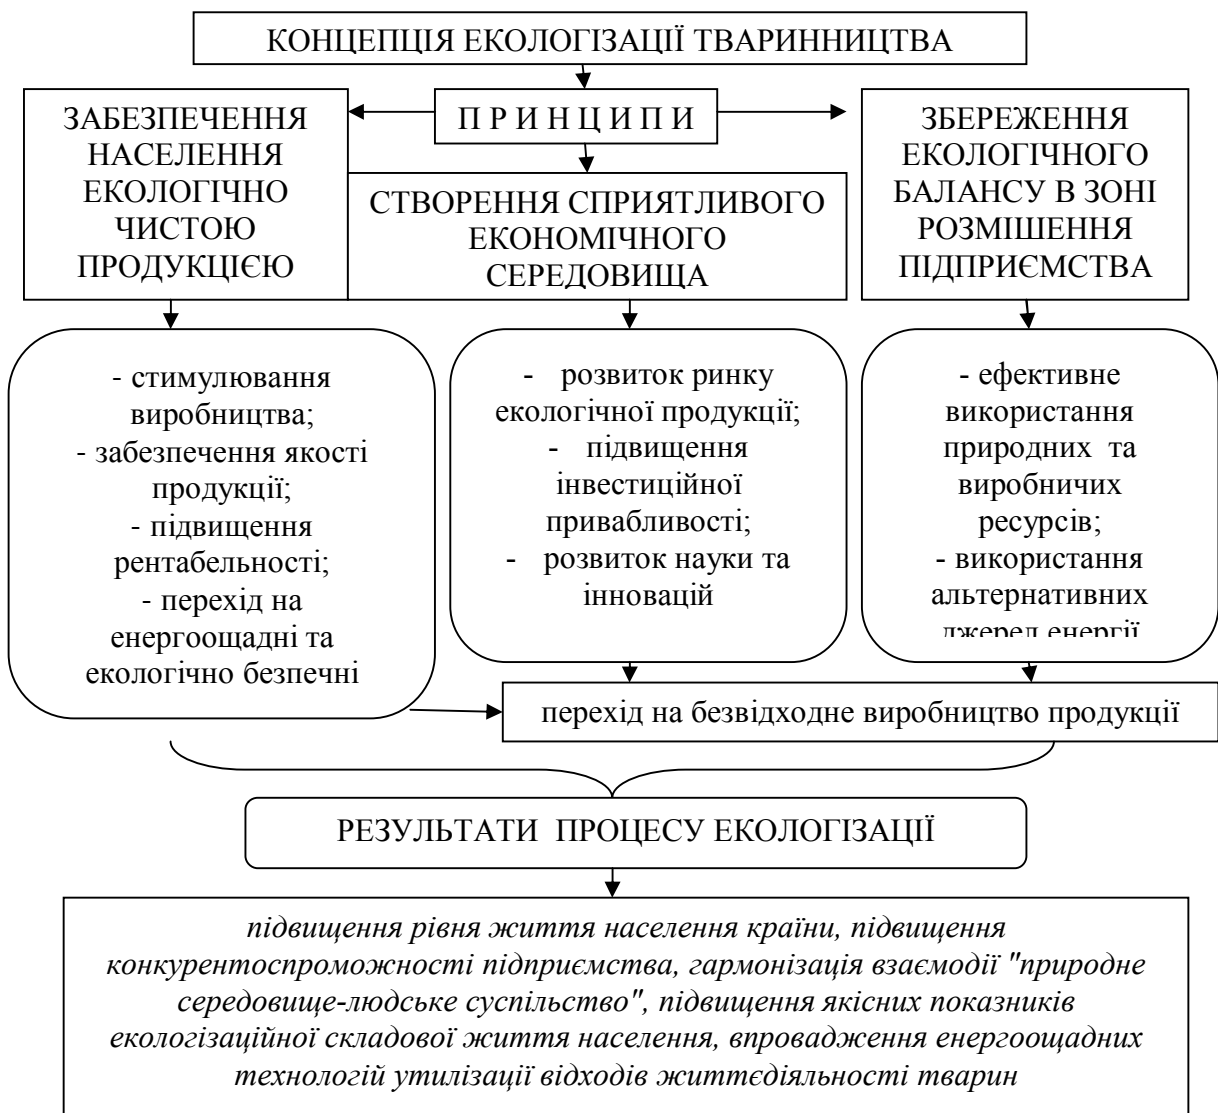 КОНЦЕПЦІЯ ЕКОЛОГІЗАЦІЇ ТВАРИННИЦТВА
П Р И Н Ц И П И
ЗАБЕЗПЕЧЕННЯ
НАСЕЛЕННЯ
ЕКОЛОГІЧНО
ЧИСТОЮ
ПРОДУКЦІЄЮ
СТВОРЕННЯ СПРИЯТЛИВОГО
ЕКОНОМІЧНОГО
СЕРЕДОВИЩА
ЗБЕРЕЖЕННЯ
ЕКОЛОГІЧНОГО
БАЛАНСУ В ЗОНІ
РОЗМІШЕННЯ
ПІДПРИЄМСТВА
- стимулювання
виробництва;
- забезпечення якості
продукції;
- підвищення
рентабельності;
- перехід на
енергоощадні та
екологічно безпечні
- розвиток ринку
екологічної продукції;
- підвищення
інвестиційної
привабливості;
- розвиток науки та
інновацій
- ефективне
використання
природних та
виробничих
ресурсів;
- використання
альтернативних
джерел енергії
перехід на безвідходне виробництво продукції
РЕЗУЛЬТАТИ ПРОЦЕСУ ЕКОЛОГІЗАЦІЇ
підвищення рівня життя населення країни, підвищення
конкурентоспроможності підприємства, гармонізація взаємодії "природне
середовище-людське суспільство", підвищення якісних показників
екологізаційної складової життя населення, впровадження енергоощадних
технологій утилізації відходів життєдіяльності тварин